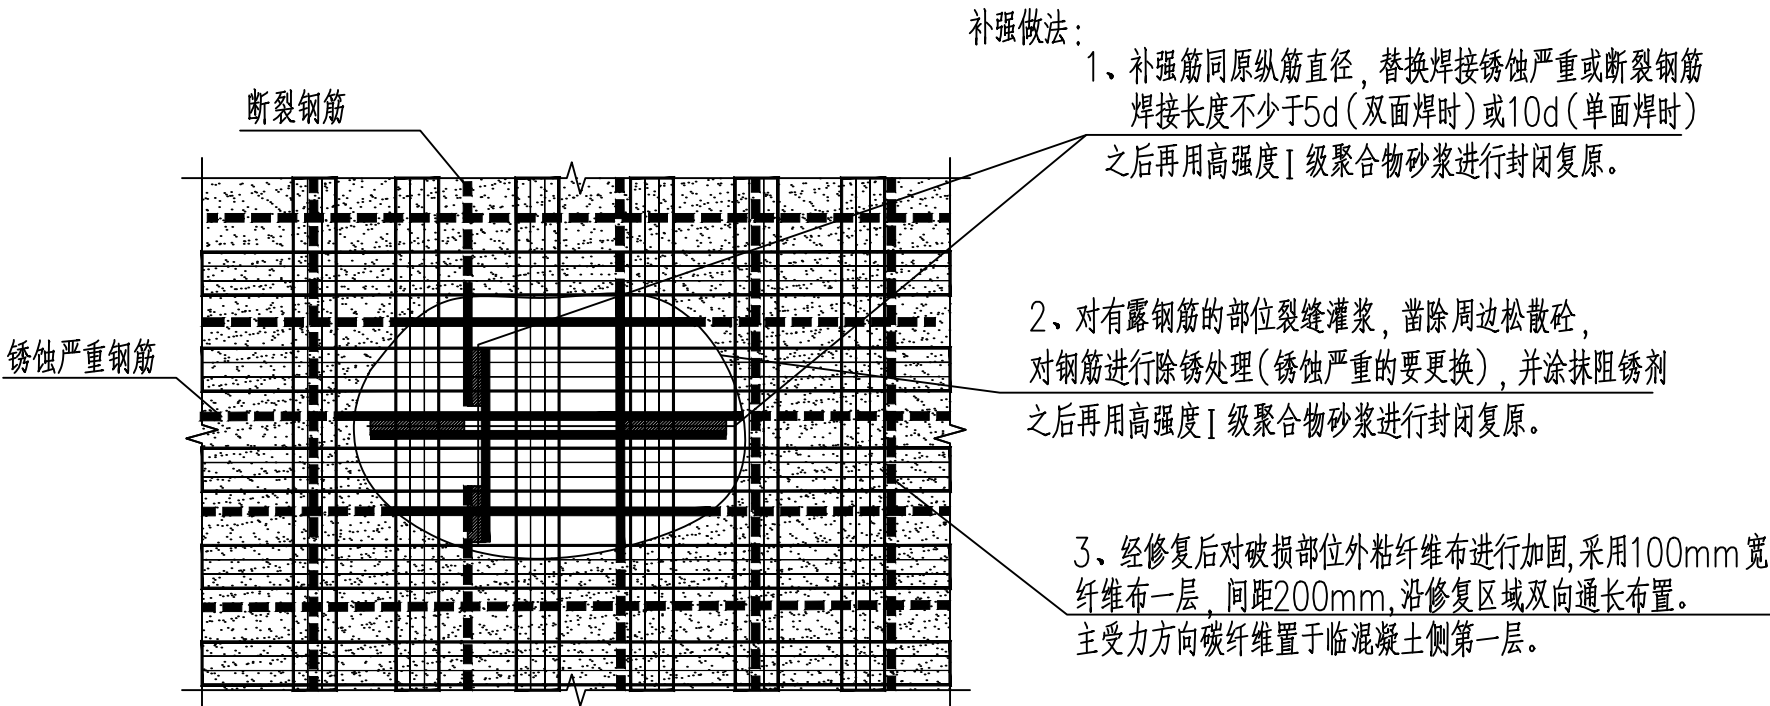 补强做法：
1、补强筋同原纵筋直径，替换焊接锈蚀严重或断裂钢筋
焊接长度不少于5d（双面焊时）或10d（单面焊时）
之后再用高强度I级聚合物砂浆进行封闭复原。
断裂钢筋
2、对有露钢筋的部位裂缝灌浆，凿除周边松散砼，
对钢筋进行除锈处理（锈蚀严重的要更换），并涂抹阻锈剂
之后再用高强度I级聚合物砂浆进行封闭复原。
锈蚀严重钢筋
3、经修复后对破损部位外粘纤维布进行加固，采用100mm宽
纤维布一层，间距200mm，沿修复区域双向通长布置。
主受力方向碳纤维置于临混凝土侧第一层。